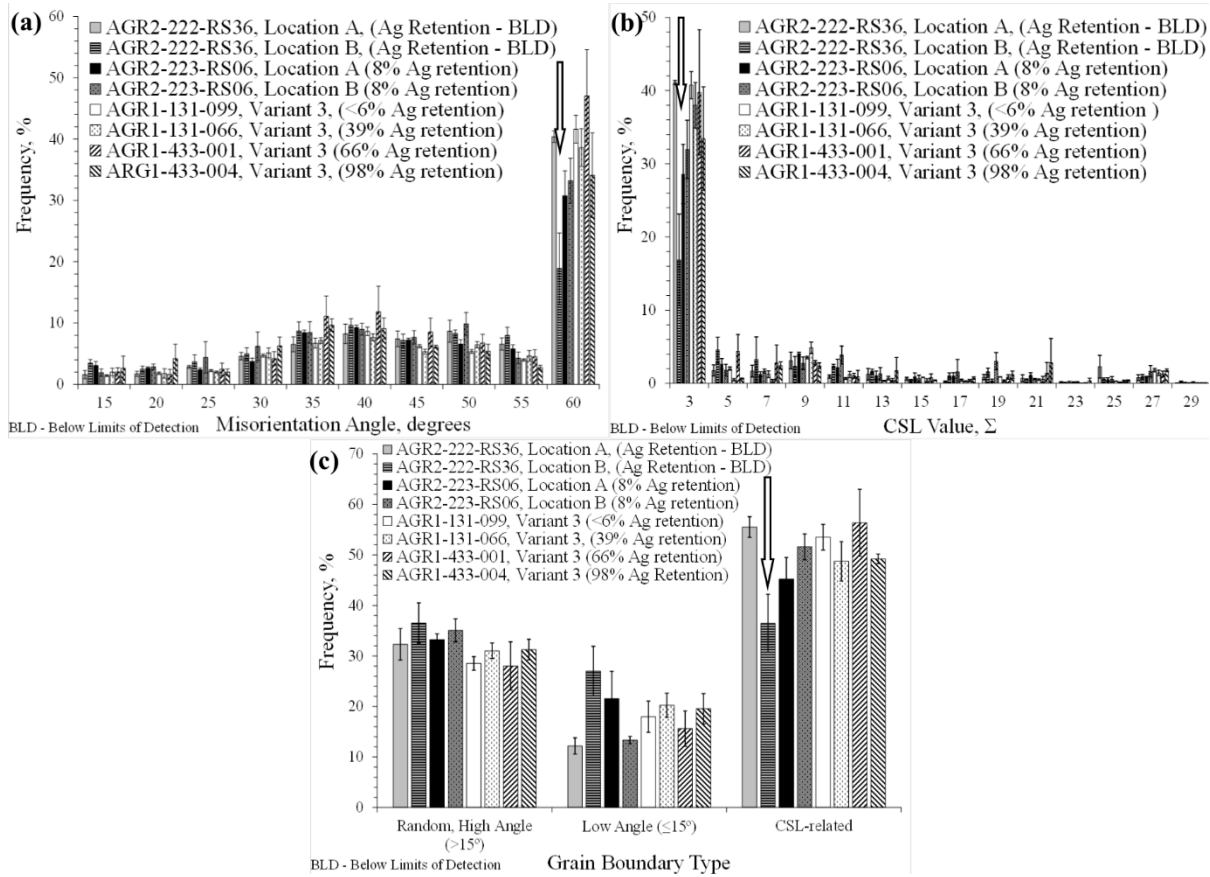 (a)
60
50
40
30
20
10
0
Frequency, %
AGR2-222-RS36, Location A, (Ag Retention - BLD)
AGR2-222-RS36, Location B, (Ag Retention - BLD)
AGR2-223-RS06, Location A (8% Ag retention)
AGR2-223-RS06, Location B (8% Ag retention)
AGR1-131-099, Variant 3, (<6% Ag retention)
AGR1-131-066, Variant 3, (39% Ag retention)
AGR1-433-001, Variant 3 (66% Ag retention)
ARG1-433-004, Variant 3, (98% Ag retention)
15 20 25 30 35 40 45 50 55 60
BLD - Below Limits of Detection
Misorientation Angle, degrees
(b)
50
40
30
20
10
0
Frequency, %
AGR2-222-RS36, Location A, (Ag Retention - BLD)
AGR2-222-RS36, Location B, (Ag Retention - BLD)
AGR2-223-RS06, Location A (8% Ag retention)
AGR2-223-RS06, Location B (8% Ag retention)
AGR1-131-099, Variant 3, (<6% Ag retention )
AGR1-131-066, Variant 3, (39% Ag retention)
AGR1-433-001, Variant 3 (66% Ag retention)
AGR1-433-004, Variant 3, (98% Ag retention)
3 5 7 9 11 13 15 17 19 21 23 25 27 29
BLD - Below Limits of Detection
CSL Value, Σ
(c)
70
60
50
40
30
20
10
0
Frequency, %
AGR2-222-RS36, Location A, (Ag Retention - BLD)
AGR2-222-RS36, Location B, (Ag Retention - BLD)
AGR2-223-RS06, Location A (8% Ag retention)
AGR2-223-RS06, Location B (8% Ag retention)
AGR1-131-099, Variant 3 (<6% Ag retention)
AGR1-131-066, Variant 3, (39% Ag retention)
AGR1-433-001, Variant 3 (66% Ag retention)
AGR1-433-004, Variant 3, (98% Ag Retention)
Random, High Angle
(>15°)
Low Angle (≤15°)
CSL-related
BLD - Below Limits of Detection
Grain Boundary Type